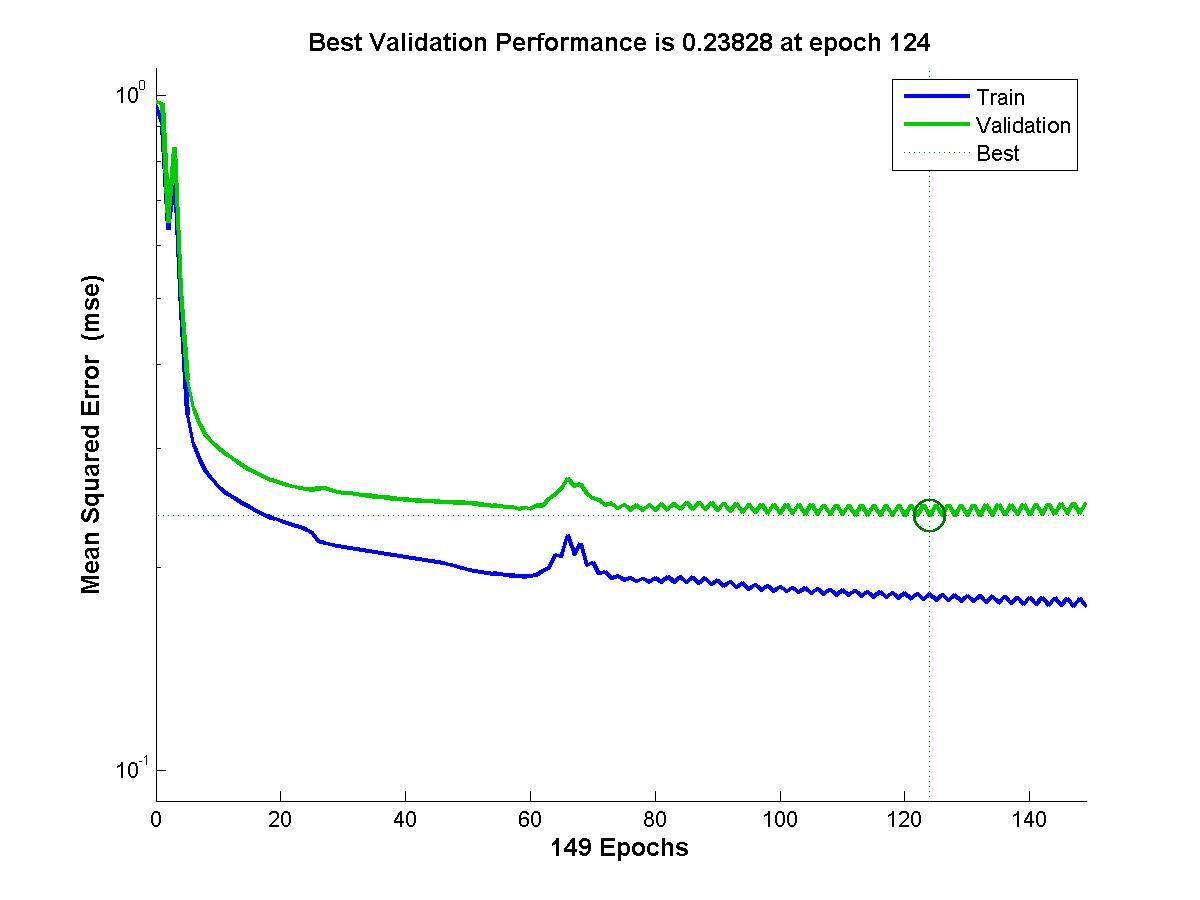 Best Validation Performance is 0.23828 at epoch 124
Train
Validation
Best
10^0
10^-1
Mean Squared Error (mse)
0 20 40 60 80 100 120 140
149 Epochs